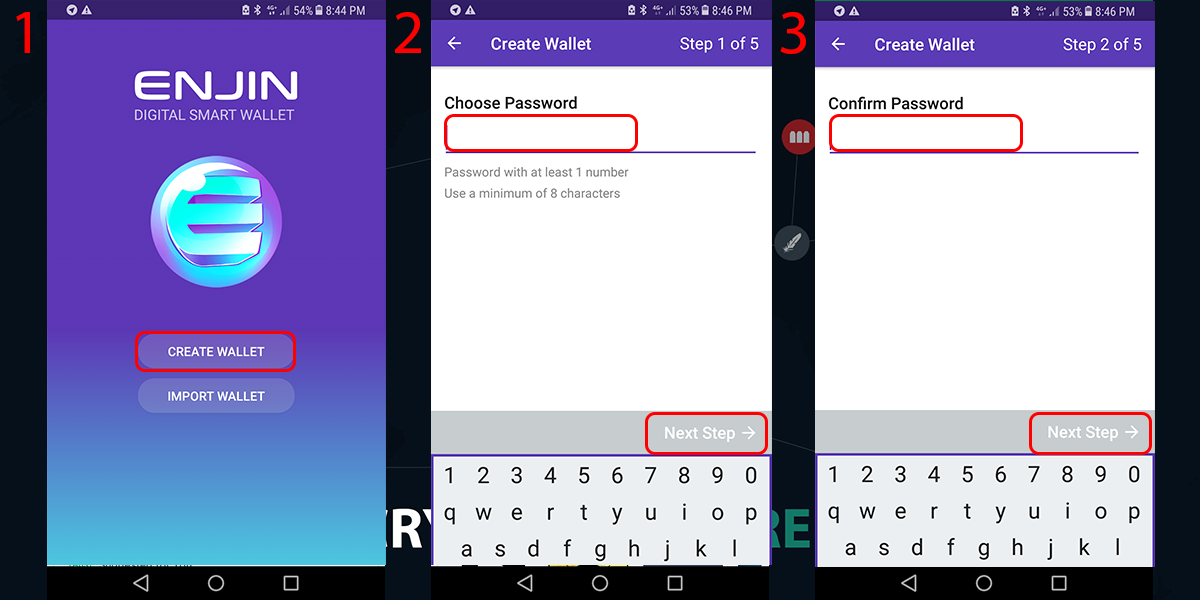 1
8:44 PM
54%
4G+
ENJIN
DIGITAL SMART WALLET
CREATE WALLET
IMPORT WALLET
2
4G+
53%
8:46 PM
Create Wallet
Step 1 of 5
Choose Password
Password with at least 1 number
Use a minimum of 8 characters
Next Step →
1 2 3 4 5 6 7 8 9 0
q w e r t y u i o p
a s d f g h j k l
3
4G+
53%
8:46 PM
Create Wallet
Step 2 of 5
Confirm Password
Next Step →
1 2 3 4 5 6 7 8 9 0
q w e r t y u i o p
a s d f g h j k l
RY
RE